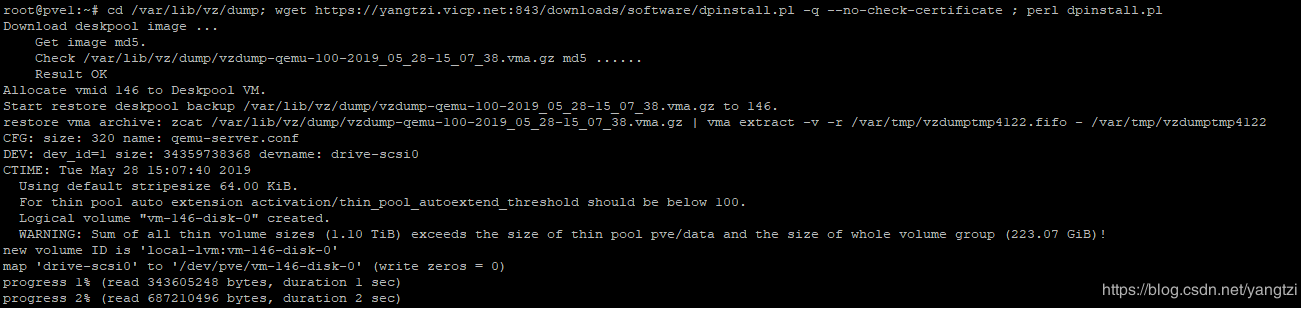 root@pve1:~# cd /var/lib/vz/dump; wget https://yangtzi.vicp.net:843/downloads/software/dpinstall.pl -q --no-check-certificate ; perl dpinstall.pl
Download deskpool image ...
    Get image md5.
    Check /var/lib/vz/dump/vzdump-qemu-100-2019_05_28-15_07_38.vma.gz md5 ......
    Result OK
Allocate vmid 146 to Deskpool VM.
Start restore deskpool backup /var/lib/vz/dump/vzdump-qemu-100-2019_05_28-15_07_38.vma.gz to 146.
restore vma archive: zcat /var/lib/vz/dump/vzdump-qemu-100-2019_05_28-15_07_38.vma.gz | vma extract -v -r /var/tmp/vzdumptmp4122.fifo - /var/tmp/vzdumptmp4122
CFG: size: 320 name: qemu-server.conf
DEV: dev_id=1 size: 34359738368 devname: drive-scsi0
CTIME: Tue May 28 15:07:40 2019
  Using default stripesize 64.00 KiB.
  For thin pool auto extension activation/thin_pool_autoextend_threshold should be below 100.
  Logical volume "vm-146-disk-0" created.
  WARNING: Sum of all thin volume sizes (1.10 TiB) exceeds the size of thin pool pve/data and the size of whole volume group (223.07 GiB)!
new volume ID is 'local-lvm:vm-146-disk-0'
map 'drive-scsi0' to '/dev/pve/vm-146-disk-0' (write zeros = 0)
progress 1% (read 343605248 bytes, duration 1 sec)
progress 2% (read 687210496 bytes, duration 2 sec)
https://blog.csdn.net/yangtzi